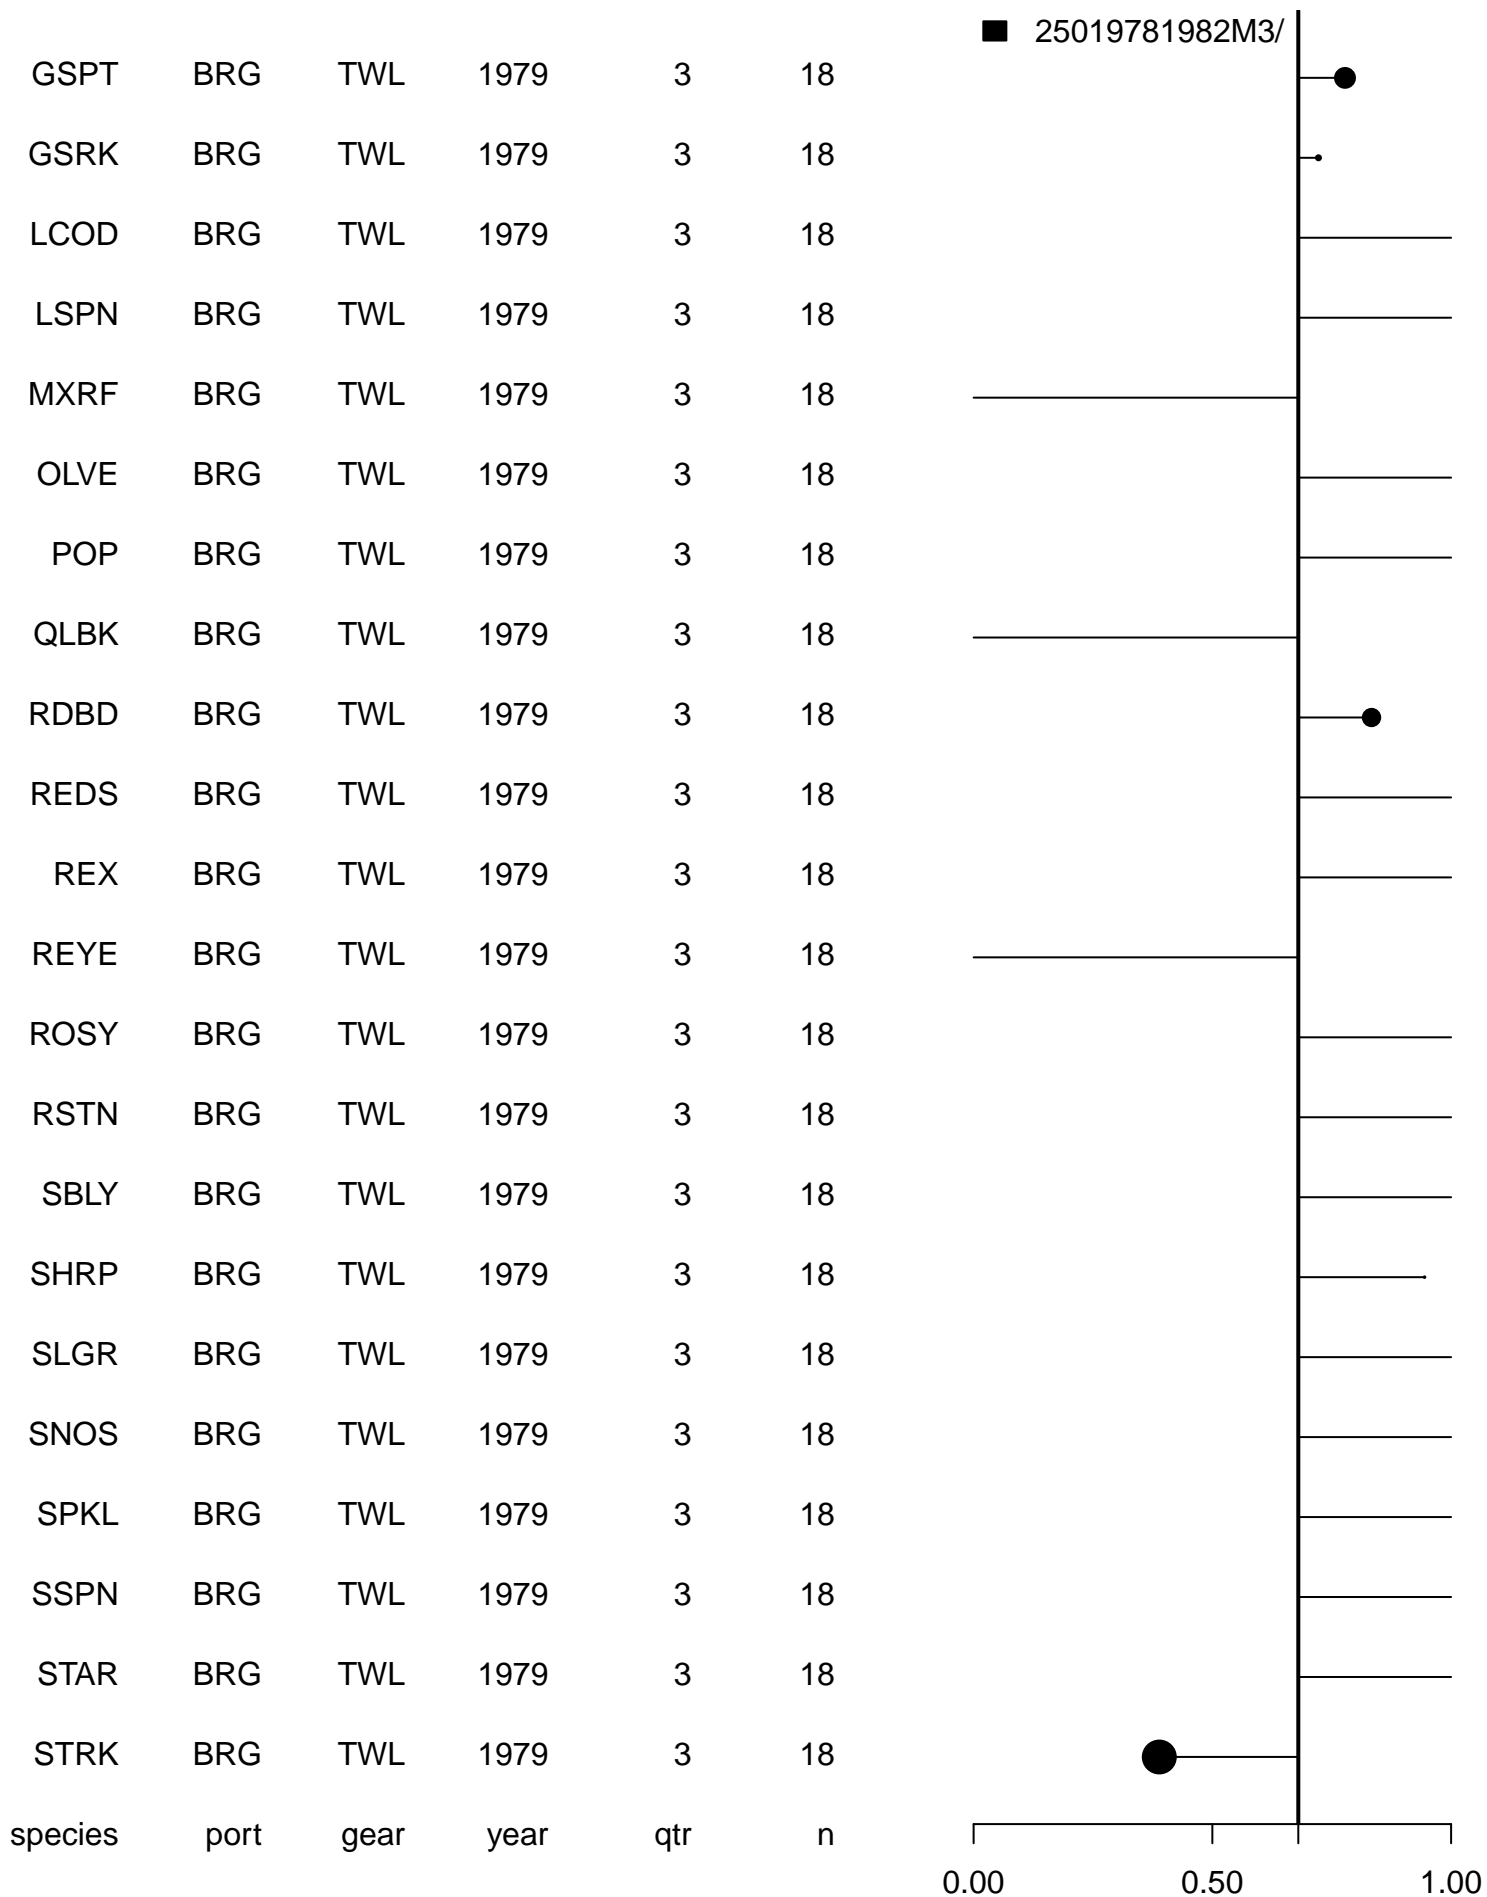 25019781982M3/
GSPT BRG TWL 1979 3 18
GSRK BRG TWL 1979 3 18
LCOD BRG TWL 1979 3 18
LSPN BRG TWL 1979 3 18
MXRF BRG TWL 1979 3 18
OLVE BRG TWL 1979 3 18
POP BRG TWL 1979 3 18
QLBK BRG TWL 1979 3 18
RDBD BRG TWL 1979 3 18
REDS BRG TWL 1979 3 18
REX BRG TWL 1979 3 18
REYE BRG TWL 1979 3 18
ROSY BRG TWL 1979 3 18
RSTN BRG TWL 1979 3 18
SBLY BRG TWL 1979 3 18
SHRP BRG TWL 1979 3 18
SLGR BRG TWL 1979 3 18
SNOS BRG TWL 1979 3 18
SPKL BRG TWL 1979 3 18
SSPN BRG TWL 1979 3 18
STAR BRG TWL 1979 3 18
STRK BRG TWL 1979 3 18
species port gear year qtr n
0.00 0.50 1.00